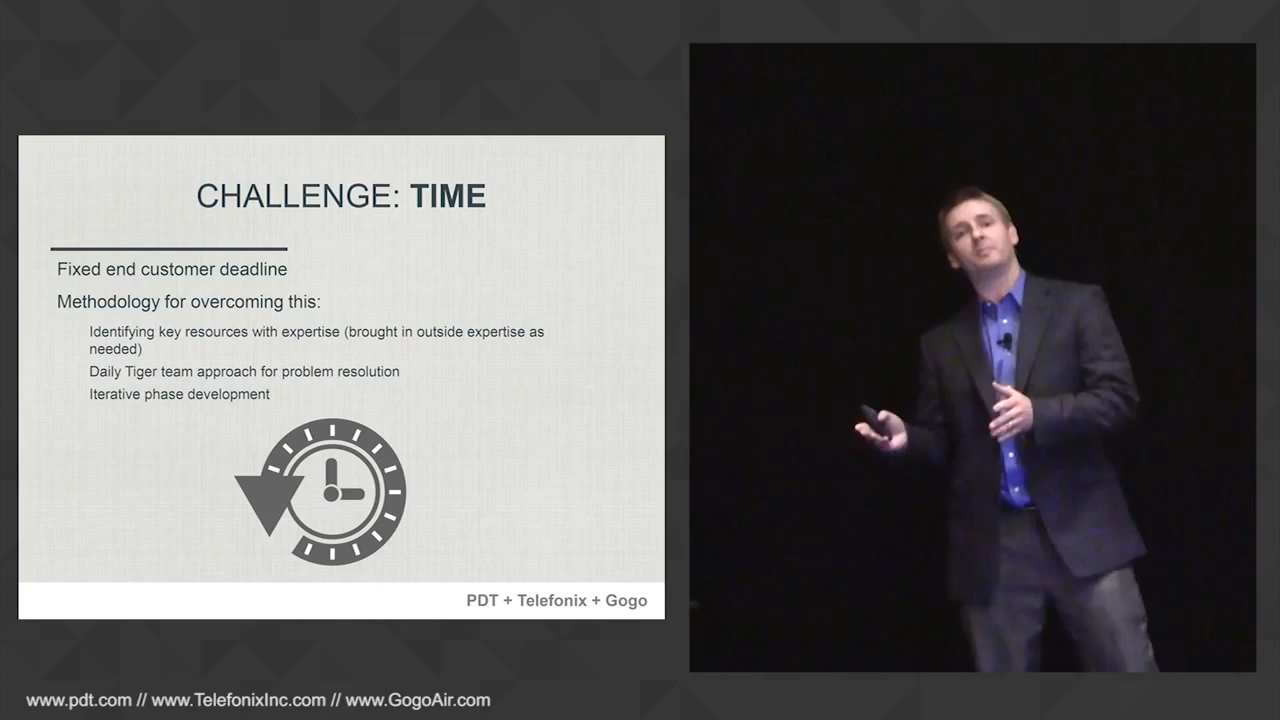 CHALLENGE: TIME
Fixed end customer deadline
Methodology for overcoming this:
Identifying key resources with expertise (brought in outside expertise as
needed)
Daily Tiger team approach for problem resolution
Iterative phase development
PDT + Telefonix + Gogo
www.pdt.com // www.TelefonixInc.com // www.GogoAir.com